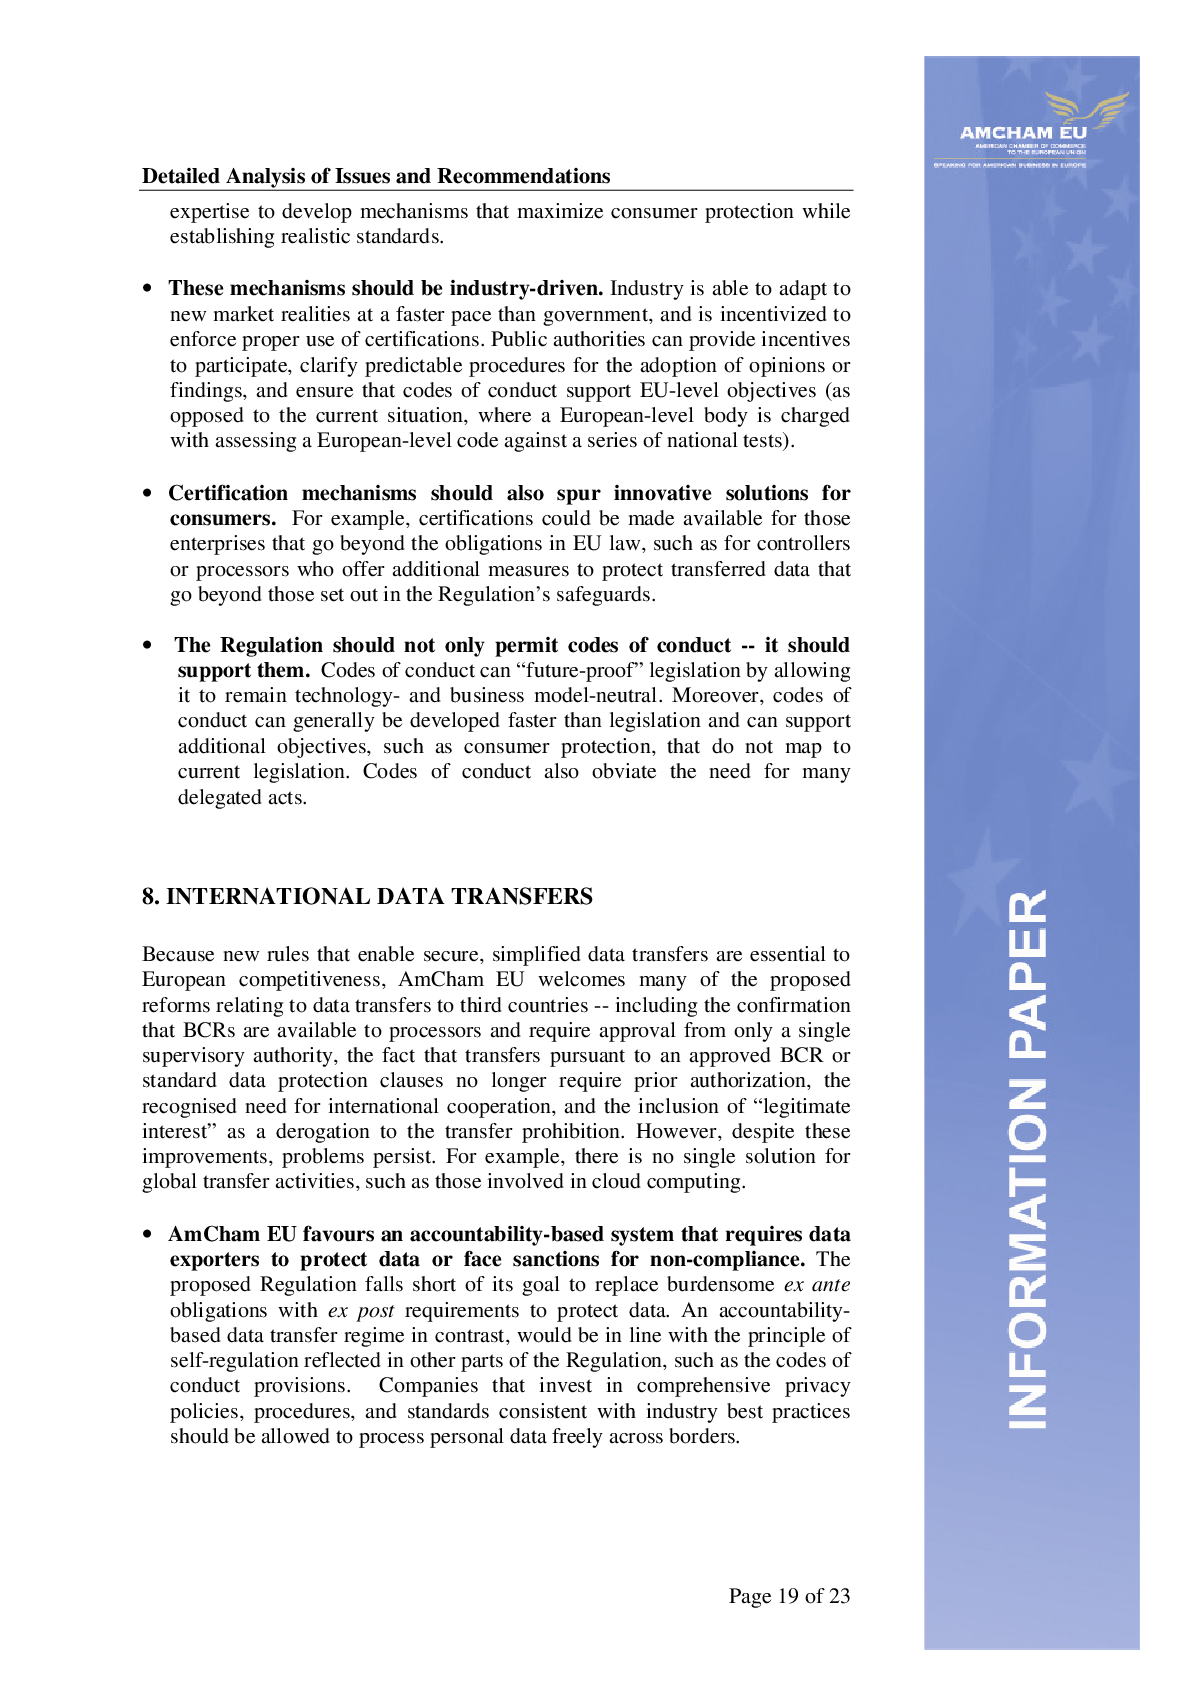 AMCHAM EU
AMERICAN CHAMBER OF COMMERCE
TO THE EUROPEAN UNION
SPEAKING FOR AMERICAN BUSINESS IN EUROPE
Detailed Analysis of Issues and Recommendations
expertise to develop mechanisms that maximize consumer protection while
establishing realistic standards.
• These mechanisms should be industry-driven. Industry is able to adapt to
new market realities at a faster pace than government, and is incentivized to
enforce proper use of certifications. Public authorities can provide incentives
to participate, clarify predictable procedures for the adoption of opinions or
findings, and ensure that codes of conduct support EU-level objectives (as
opposed to the current situation, where a European-level body is charged
with assessing a European-level code against a series of national tests).
• Certification mechanisms should also spur innovative solutions for
consumers. For example, certifications could be made available for those
enterprises that go beyond the obligations in EU law, such as for controllers
or processors who offer additional measures to protect transferred data that
go beyond those set out in the Regulation’s safeguards.
• The Regulation should not only permit codes of conduct -- it should
support them. Codes of conduct can “future-proof” legislation by allowing
it to remain technology- and business model-neutral. Moreover, codes of
conduct can generally be developed faster than legislation and can support
additional objectives, such as consumer protection, that do not map to
current legislation. Codes of conduct also obviate the need for many
delegated acts.
8. INTERNATIONAL DATA TRANSFERS
Because new rules that enable secure, simplified data transfers are essential to
European competitiveness, AmCham EU welcomes many of the proposed
reforms relating to data transfers to third countries -- including the confirmation
that BCRs are available to processors and require approval from only a single
supervisory authority, the fact that transfers pursuant to an approved BCR or
standard data protection clauses no longer require prior authorization, the
recognised need for international cooperation, and the inclusion of “legitimate
interest” as a derogation to the transfer prohibition. However, despite these
improvements, problems persist. For example, there is no single solution for
global transfer activities, such as those involved in cloud computing.
• AmCham EU favours an accountability-based system that requires data
exporters to protect data or face sanctions for non-compliance. The
proposed Regulation falls short of its goal to replace burdensome ex ante
obligations with ex post requirements to protect data. An accountability-
based data transfer regime in contrast, would be in line with the principle of
self-regulation reflected in other parts of the Regulation, such as the codes of
conduct provisions. Companies that invest in comprehensive privacy
policies, procedures, and standards consistent with industry best practices
should be allowed to process personal data freely across borders.
INFORMATION PAPER
Page 19 of 23